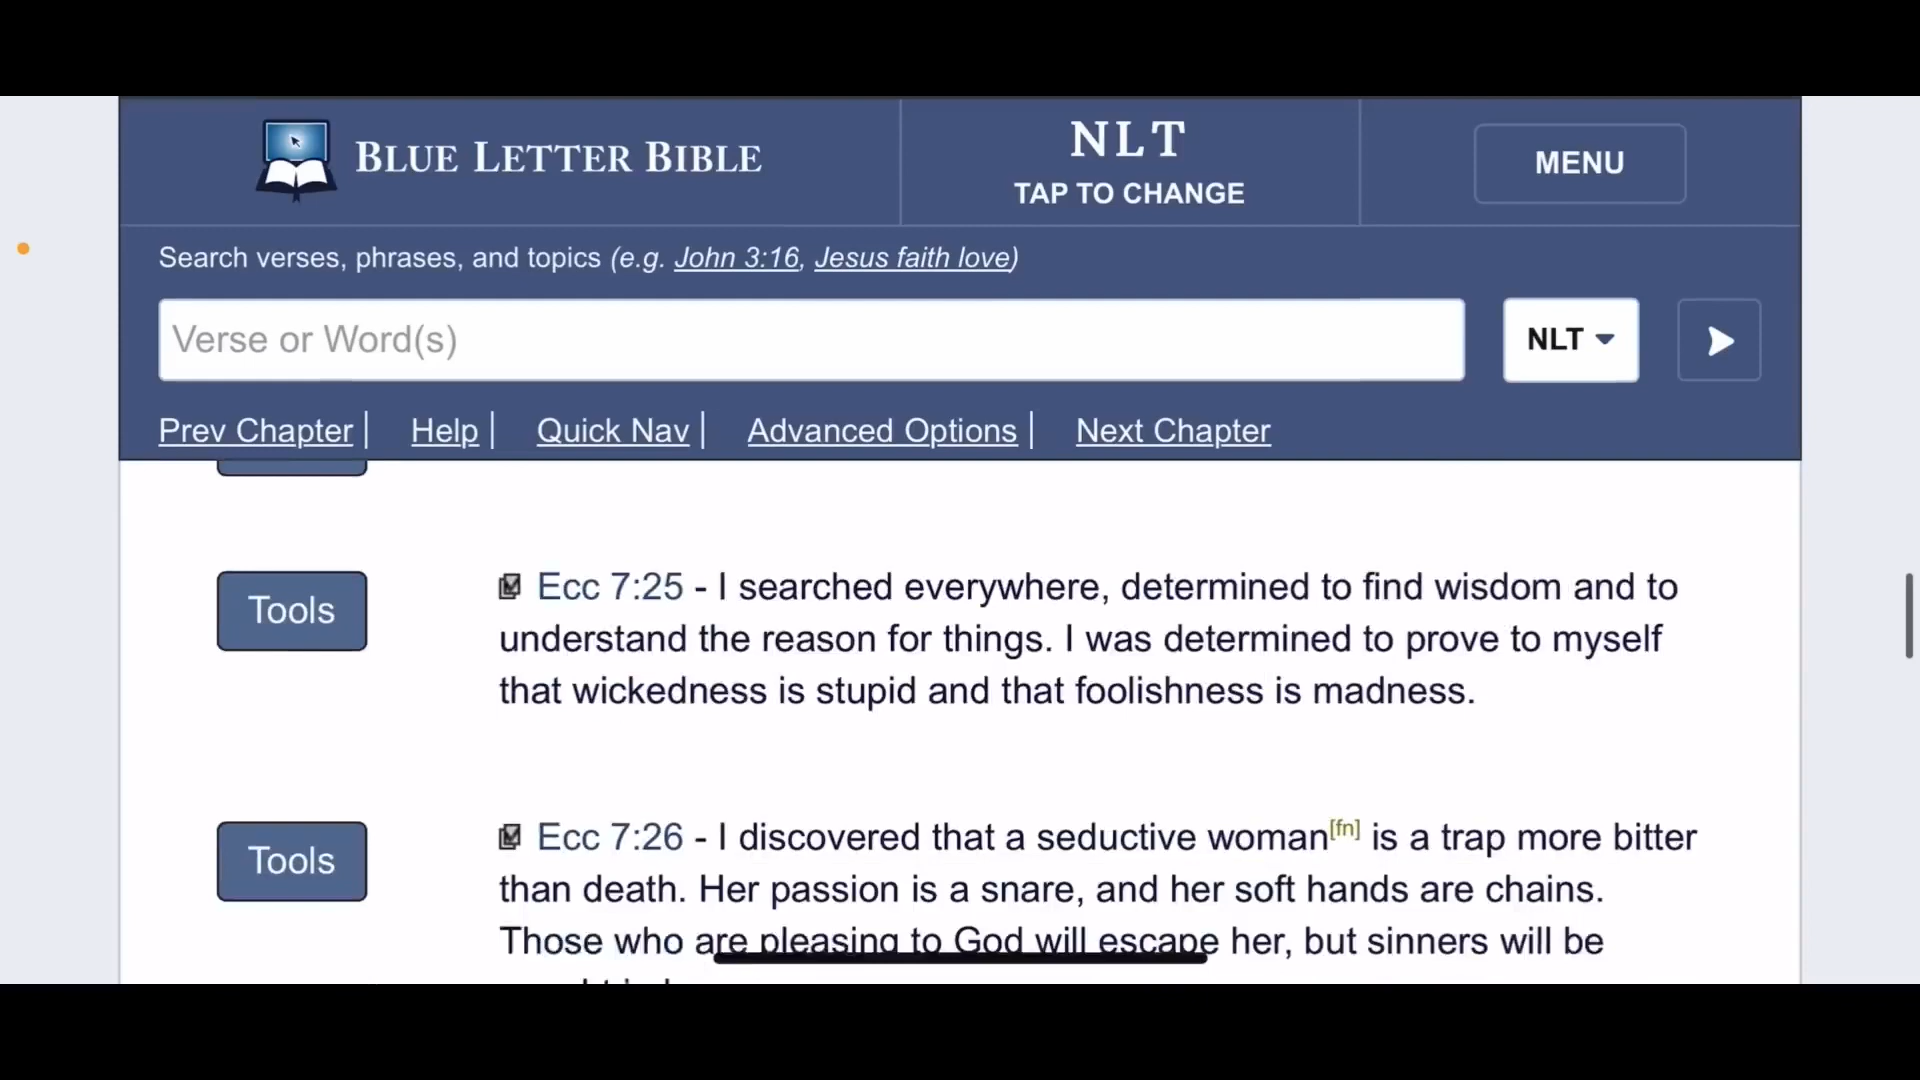 BLUE LETTER BIBLE
NLT
TAP TO CHANGE
MENU
Search verses, phrases, and topics (e.g. John 3:16, Jesus faith love)
Verse or Word(s)
NLT
Prev Chapter | Help | Quick Nav | Advanced Options | Next Chapter
Tools
Ecc 7:25 - I searched everywhere, determined to find wisdom and to
understand the reason for things. I was determined to prove to myself
that wickedness is stupid and that foolishness is madness.
Tools
Ecc 7:26 - I discovered that a seductive woman[fn] is a trap more bitter
than death. Her passion is a snare, and her soft hands are chains.
Those who are pleasing to God will escape her, but sinners will be